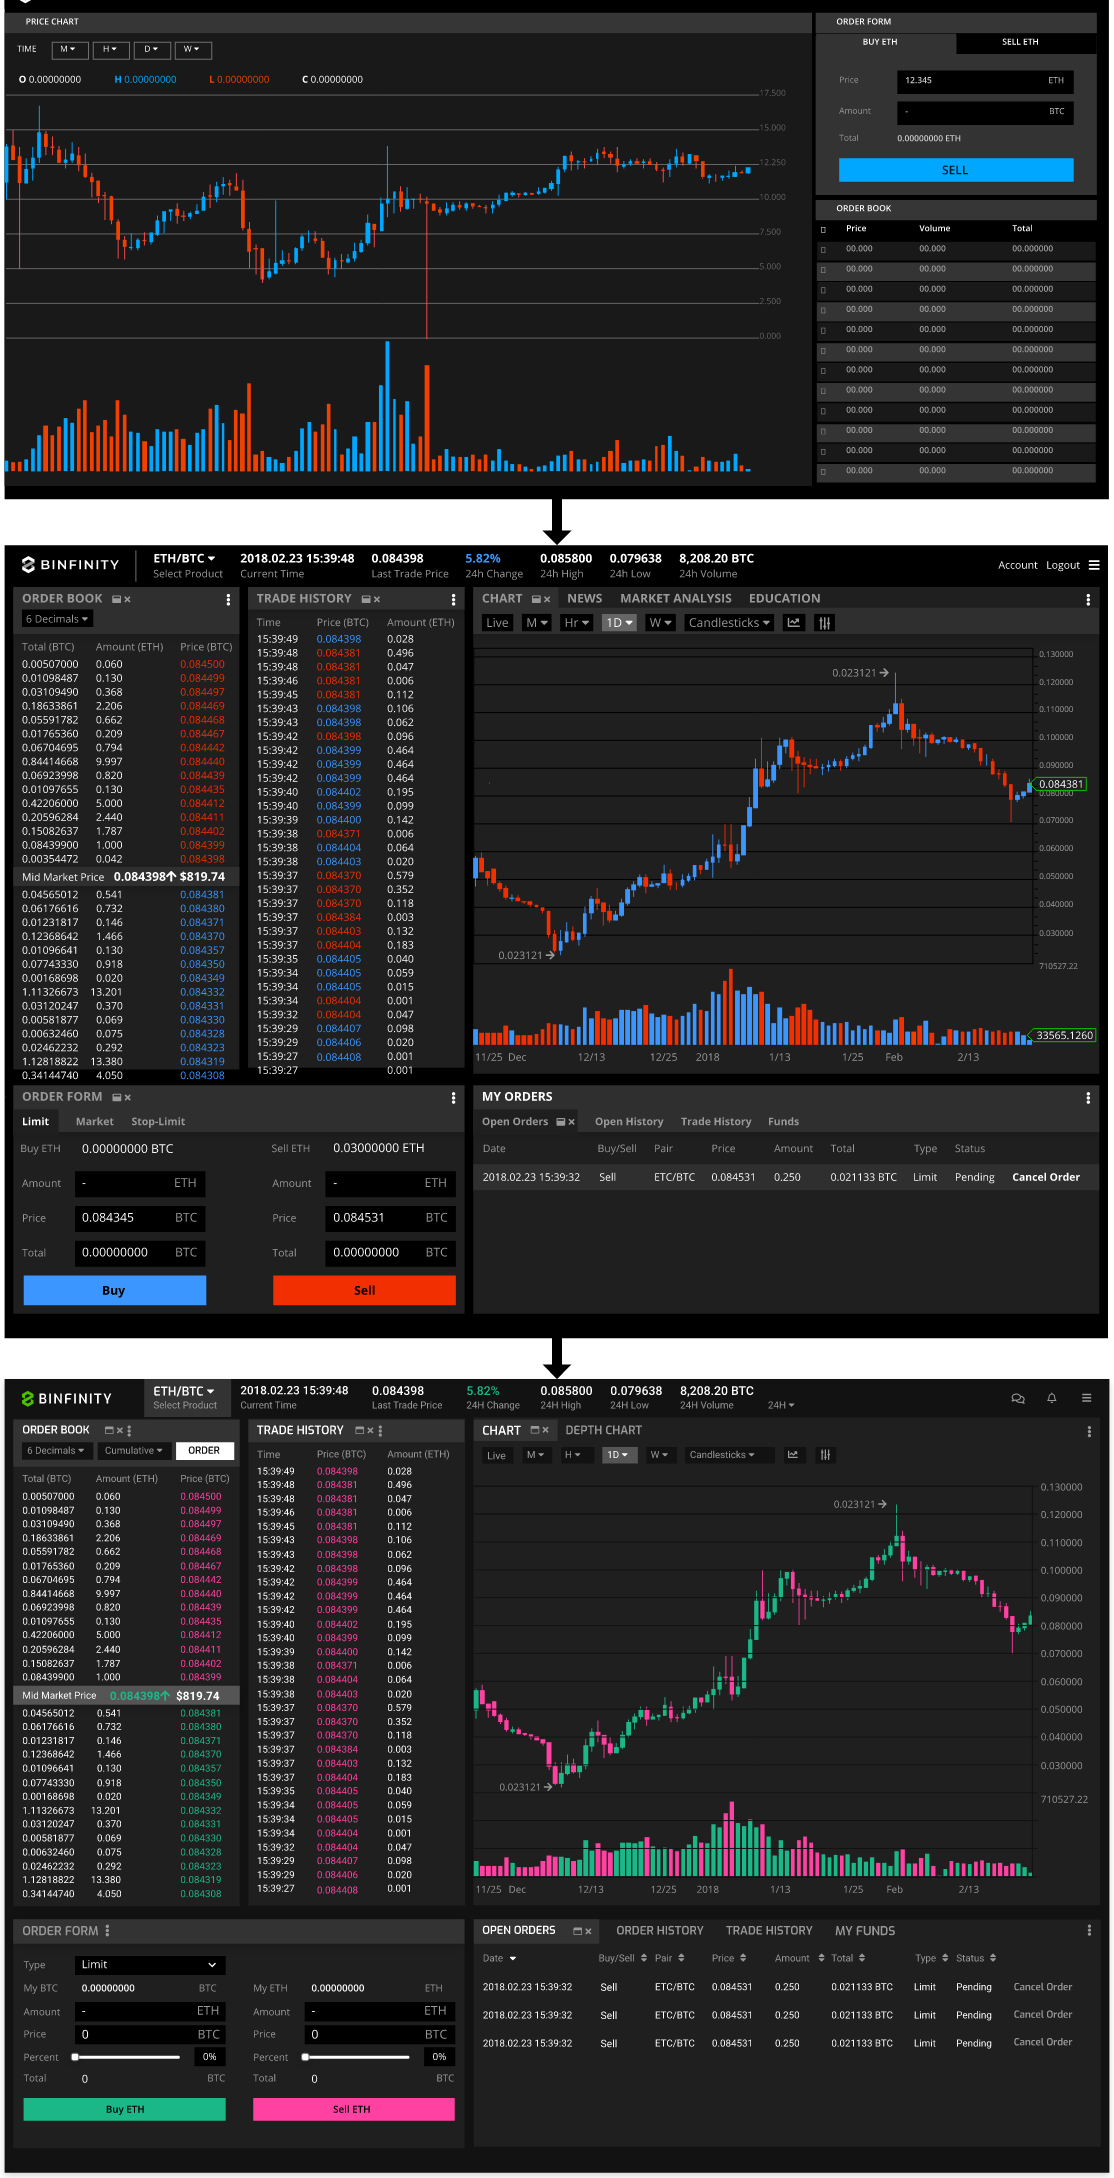 PRICE CHART
TIME M H D W
O 0.00000000 H 0.00000000 L 0.00000000 C 0.00000000
17.500
15.000
12.250
10.000
7.500
5.000
2.500
0.000
ORDER FORM
BUY ETH SELL ETH
Price 12.345 ETH
Amount - BTC
Total 0.00000000 ETH
SELL
ORDER BOOK
Price Volume Total
00.000 00.000 00.000000
00.000 00.000 00.000000
00.000 00.000 00.000000
00.000 00.000 00.000000
00.000 00.000 00.000000
00.000 00.000 00.000000
00.000 00.000 00.000000
00.000 00.000 00.000000
00.000 00.000 00.000000
00.000 00.000 00.000000
00.000 00.000 00.000000
00.000 00.000 00.000000
BINFINITY
ETH/BTC 2018.02.23 15:39:48 0.084398 5.82% 0.085800 0.079638 8,208.20 BTC
Select Product Current Time Last Trade Price 24h Change 24h High 24h Low 24h Volume
Account Logout
ORDER BOOK
6 Decimals
Total (BTC) Amount (ETH) Price (BTC)
0.00507000 0.060 0.084500
0.01098487 0.130 0.084499
0.03109490 0.368 0.084497
0.18633861 2.206 0.084469
0.05591782 0.662 0.084468
0.01765360 0.209 0.084467
0.06704695 0.794 0.084442
0.84414668 9.997 0.084440
0.06923998 0.820 0.084439
0.01097655 0.130 0.084435
0.42206000 5.000 0.084412
0.20596284 2.440 0.084411
0.15082637 1.787 0.084402
0.08439900 1.000 0.084399
0.00354472 0.042 0.084398
Mid Market Price 0.084398↑ $819.74
0.04565012 0.541 0.084381
0.06176616 0.732 0.084380
0.01231817 0.146 0.084371
0.12368642 1.466 0.084370
0.01096641 0.130 0.084357
0.07743330 0.918 0.084350
0.00168698 0.020 0.084349
1,11326673 13.201 0.084332
0.03120247 0.370 0.084331
0.00581877 0.069 0.084330
0.00632460 0.075 0.084328
0.02462232 0.292 0.084323
1.12818822 13.380 0.084319
0.34144740 4.050 0.084308
TRADE HISTORY
Time Price (BTC) Amount (ETH)
15:39:49 0.084398 0.028
15:39:48 0.084381 0.496
15:39:48 0.084381 0.047
15:39:46 0.084381 0.006
15:39:45 0.084381 0.112
15:39:43 0.084398 0.106
15:39:43 0.084398 0.062
15:39:42 0.084398 0.096
15:39:42 0.084399 0.464
15:39:42 0.084399 0.464
15:39:42 0.084399 0.464
15:39:40 0.084402 0.195
15:39:40 0.084399 0.099
15:39:39 0.084400 0.142
15:39:38 0.084371 0.006
15:39:38 0.084404 0.064
15:39:38 0.084403 0.020
15:39:37 0.084370 0.579
15:39:37 0.084370 0.352
15:39:37 0.084370 0.118
15:39:37 0.084384 0.003
15:39:37 0.084403 0.132
15:39:37 0.084404 0.183
15:39:35 0.084405 0.040
15:39:34 0.084405 0.059
15:39:34 0.084405 0.015
15:39:34 0.084404 0.001
15:39:32 0.084404 0.047
15:39:29 0.084407 0.098
15:39:29 0.084406 0.020
15:39:27 0.084408 0.001
15:39:27 0.001
CHART NEWS MARKET ANALYSIS EDUCATION
Live M Hr 1D W Candlesticks
0.130000
0.023121
0.120000
0.110000
0.100000
0.090000
0.084381
0.080000
0.070000
0.060000
0.050000
0.040000
0.030000
0.023121
710527.22
33565.1260
11/25 Dec 12/13 12/25 2018 1/13 1/25 Feb 2/13
ORDER FORM
Limit Market Stop-Limit
Buy ETH 0.00000000 BTC Sell ETH 0.03000000 ETH
Amount - ETH Amount - ETH
Price 0.084345 BTC Price 0.084531 BTC
Total 0.00000000 BTC Total 0.00000000 BTC
Buy Sell
MY ORDERS
Open Orders Open History Trade History Funds
Date Buy/Sell Pair Price Amount Total Type Status
2018.02.23 15:39:32 Sell ETC/BTC 0.084531 0.250 0.021133 BTC Limit Pending Cancel Order
BINFINITY
ETH/BTC 2018.02.23 15:39:48 0.084398 5.82% 0.085800 0.079638 8,208.20 BTC
Select Product Current Time Last Trade Price 24H Change 24H High 24H Low 24H Volume 24H
ORDER BOOK
6 Decimals Cumulative ORDER
Total (BTC) Amount (ETH) Price (BTC)
0.00507000 0.060 0.084500
0.01098487 0.130 0.084499
0.03109490 0.368 0.084497
0.18633861 2.206 0.084469
0.05591782 0.662 0.084468
0.01765360 0.209 0.084467
0.06704695 0.794 0.084442
0.84414668 9.997 0.084440
0.06923998 0.820 0.084439
0.01097655 0.130 0.084435
0.42206000 5.000 0.084412
0.20596284 2.440 0.084411
0.15082637 1.787 0.084402
0.08439900 1.000 0.084399
Mid Market Price 0.084398↑ $819.74
0.04565012 0.541 0.084381
0.06176616 0.732 0.084380
0.01231817 0.146 0.084371
0.12368642 1.466 0.084370
0.01096641 0.130 0.084357
0.07743330 0.918 0.084350
0.00168698 0.020 0.084349
1.11326673 13.201 0.084332
0.03120247 0.370 0.084331
0.00581877 0.069 0.084330
0.00632460 0.075 0.084328
0.02462232 0.292 0.084323
1.12818822 13.380 0.084319
0.34144740 4.050 0.084308
TRADE HISTORY
Time Price (BTC) Amount (ETH)
15:39:49 0.084398 0.028
15:39:48 0.084381 0.496
15:39:48 0.084381 0.047
15:39:46 0.084381 0.006
15:39:45 0.084381 0.112
15:39:43 0.084398 0.106
15:39:43 0.084398 0.062
15:39:42 0.084398 0.096
15:39:42 0.084399 0.464
15:39:42 0.084399 0.464
15:39:42 0.084399 0.464
15:39:40 0.084402 0.195
15:39:40 0.084399 0.099
15:39:39 0.084400 0.142
15:39:38 0.084371 0.006
15:39:38 0.084404 0.064
15:39:38 0.084403 0.020
15:39:37 0.084370 0.579
15:39:37 0.084370 0.352
15:39:37 0.084370 0.118
15:39:37 0.084384 0.003
15:39:37 0.084403 0.132
15:39:37 0.084404 0.183
15:39:35 0.084405 0.040
15:39:34 0.084405 0.059
15:39:34 0.084405 0.015
15:39:34 0.084404 0.001
15:39:32 0.084404 0.047
15:39:29 0.084407 0.098
15:39:29 0.084406 0.020
15:39:27 0.084408 0.001
CHART DEPTH CHART
Live M H 1D W Candlesticks
0.130000
0.023121
0.120000
0.110000
0.100000
0.090000
0.080000
0.070000
0.060000
0.050000
0.040000
0.030000
0.023121
710527.22
11/25 Dec 12/13 12/25 2018 1/13 1/25 Feb 2/13
ORDER FORM
Type Limit
My BTC 0.00000000 BTC My ETH 0.00000000 ETH
Amount - ETH Amount - ETH
Price 0 BTC Price 0 BTC
Percent 0% Percent 0%
Total 0 BTC Total 0 BTC
Buy ETH Sell ETH
OPEN ORDERS ORDER HISTORY TRADE HISTORY MY FUNDS
Date Buy/Sell Pair Price Amount Total Type Status
2018.02.23 15:39:32 Sell ETC/BTC 0.084531 0.250 0.021133 BTC Limit Pending Cancel Order
2018.02.23 15:39:32 Sell ETC/BTC 0.084531 0.250 0.021133 BTC Limit Pending Cancel Order
2018.02.23 15:39:32 Sell ETC/BTC 0.084531 0.250 0.021133 BTC Limit Pending Cancel Order